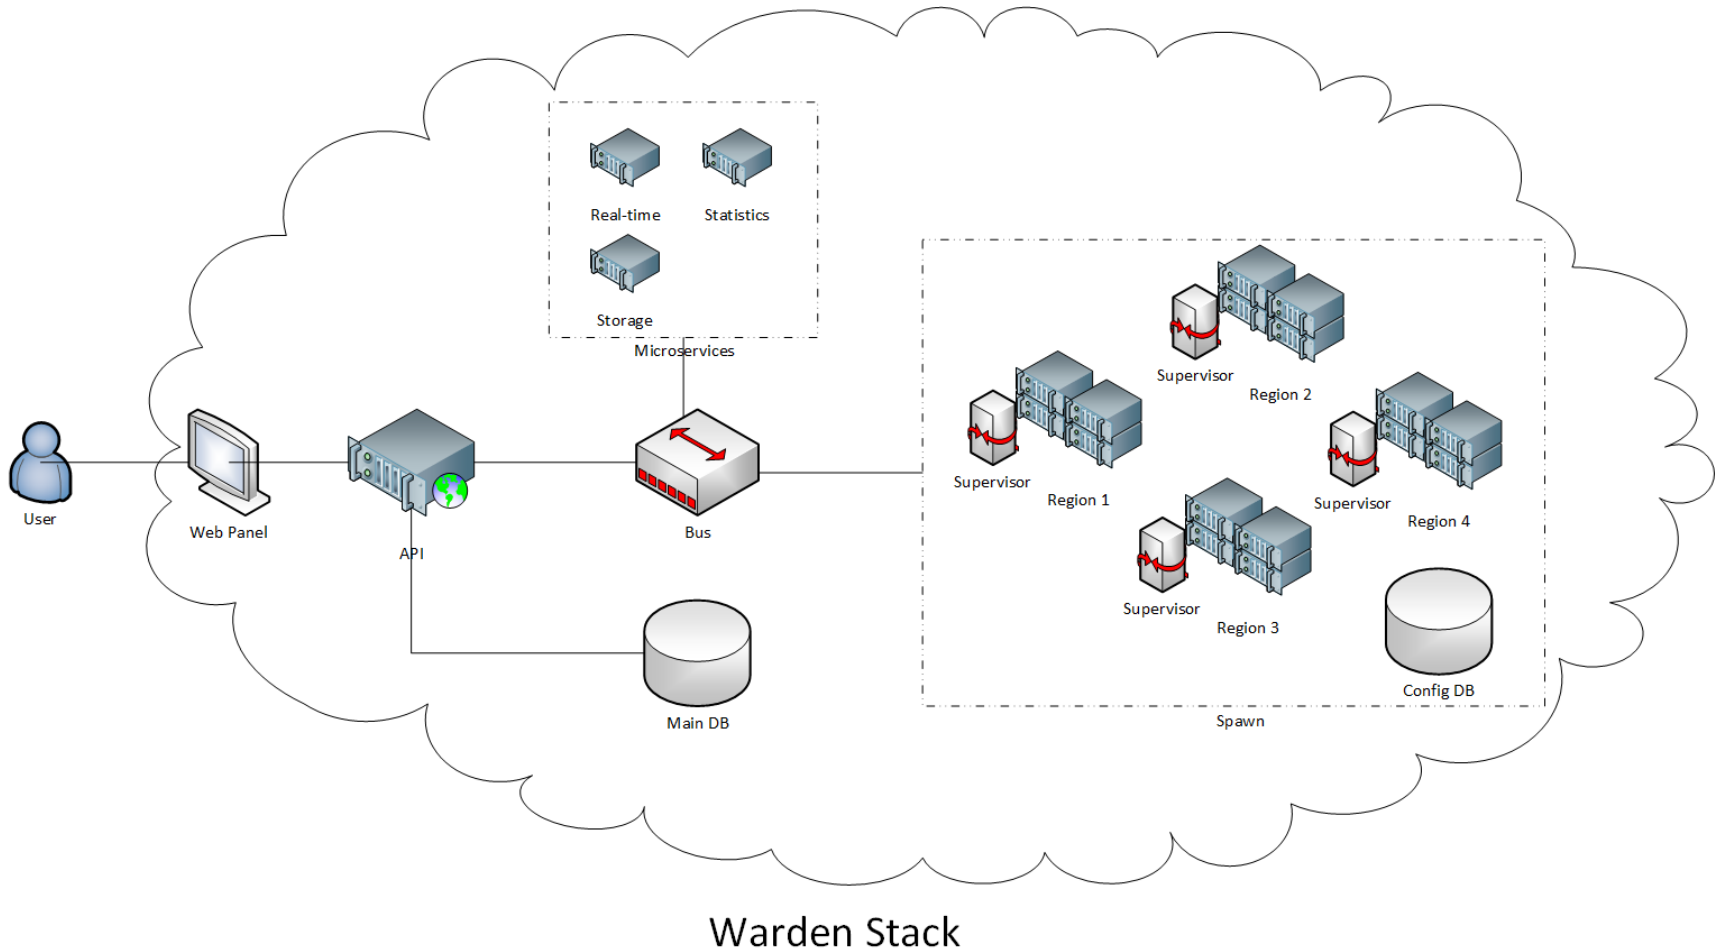 Real-time
Statistics
Storage
Microservices
Supervisor
Region 2
Supervisor
Region 1
Supervisor
Region 4
User
Web Panel
API
Bus
Supervisor
Region 3
Config DB
Main DB
Spawn
Warden Stack